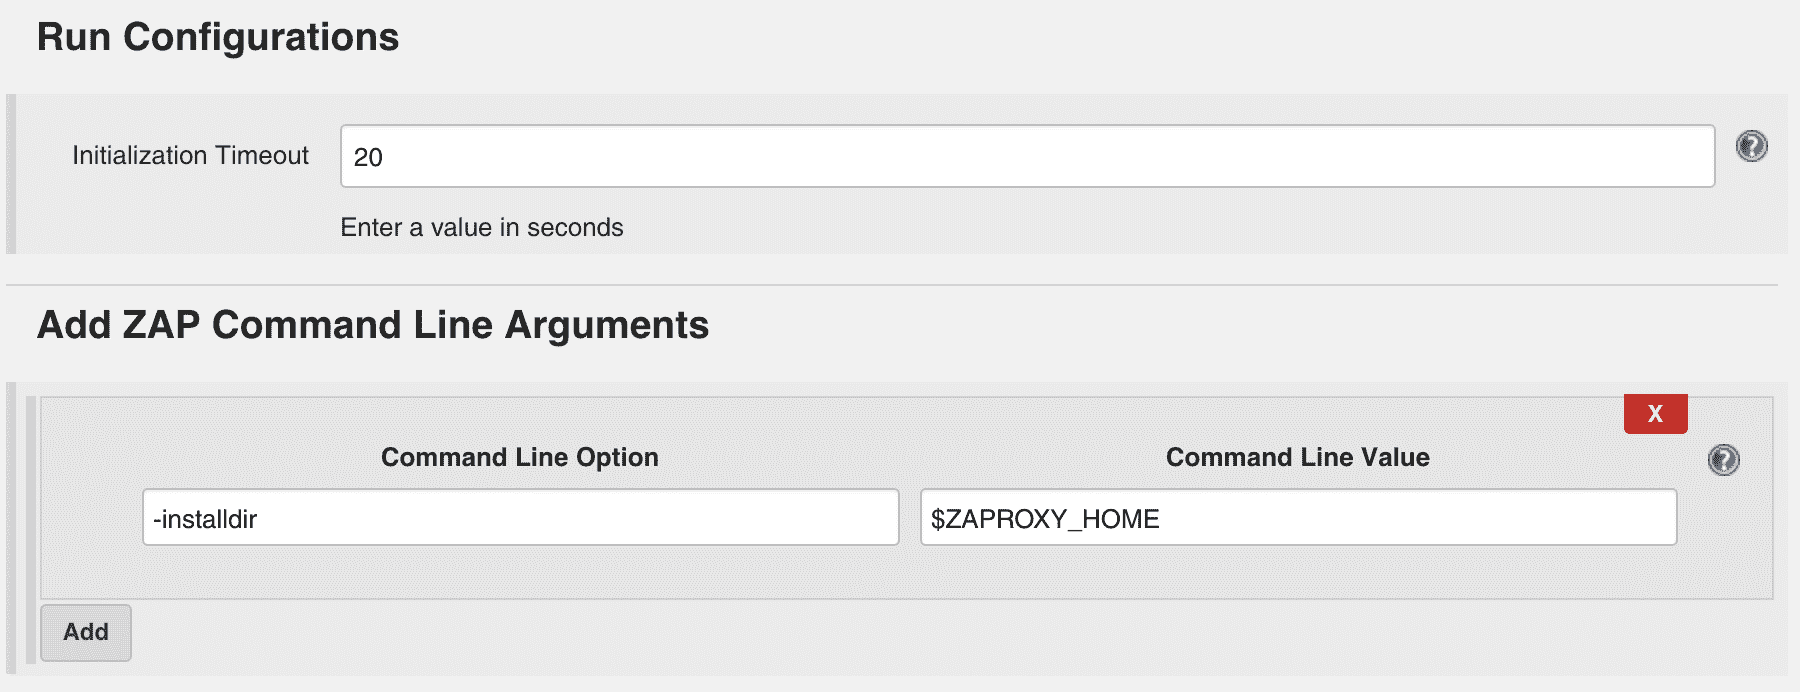 Run Configurations
Initialization Timeout
20
?
Enter a value in seconds
Add ZAP Command Line Arguments
X
Command Line Option
Command Line Value
?
-installdir
$ZAPROXY_HOME
Add